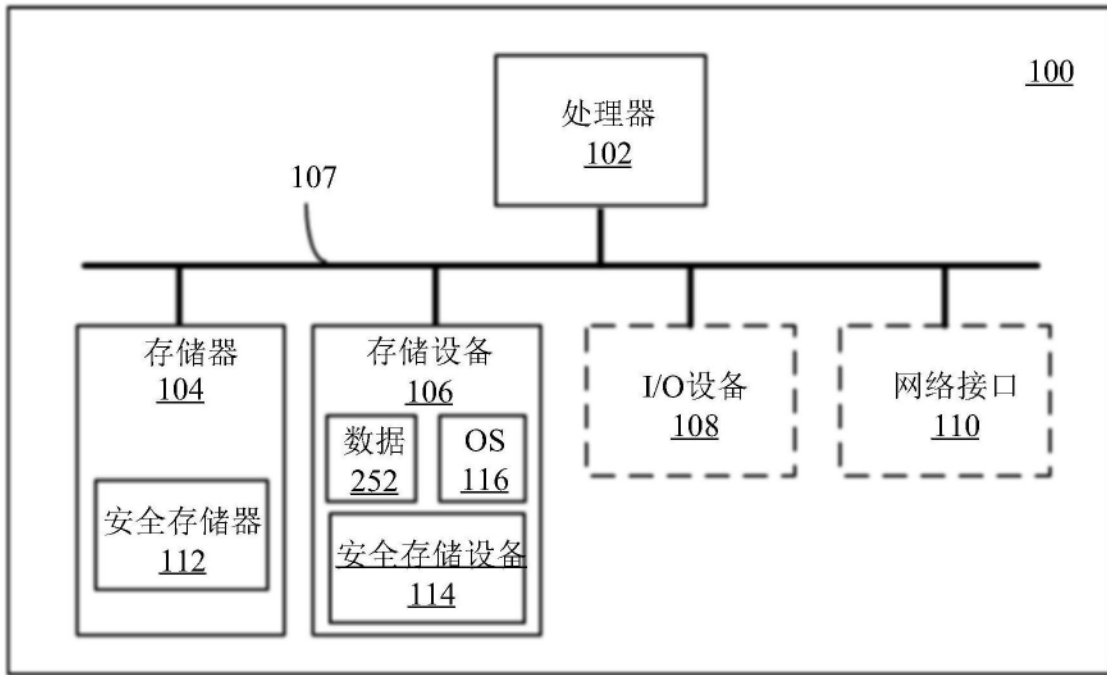 100
处理器
102
107
存储器
104
安全存储器
112
存储设备
106
数据
252
OS
116
安全存储设备
114
I/O设备
108
网络接口
110